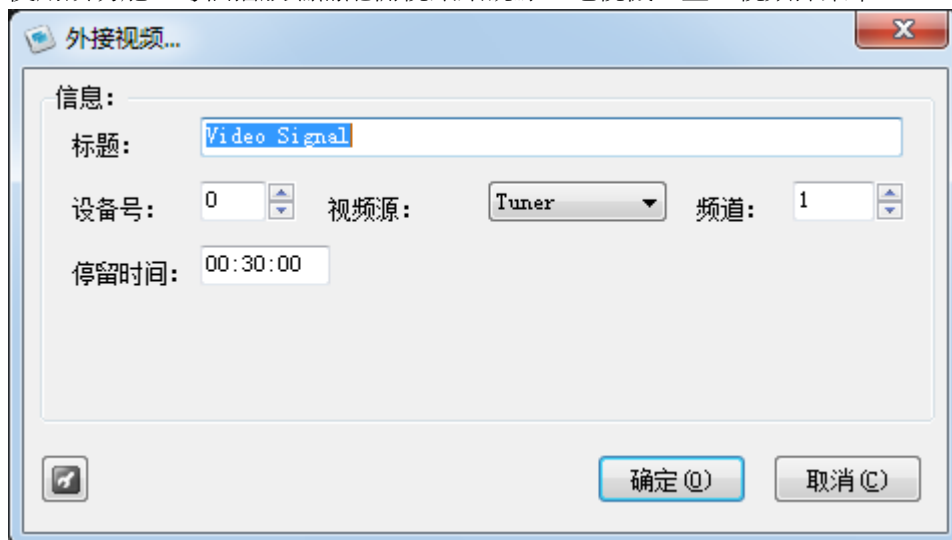 外接视频...
信息:
标题: Video Signal
设备号: 0 视频源: Tuner 频道: 1
停留时间: 00:30:00
确定(O) 取消(C)